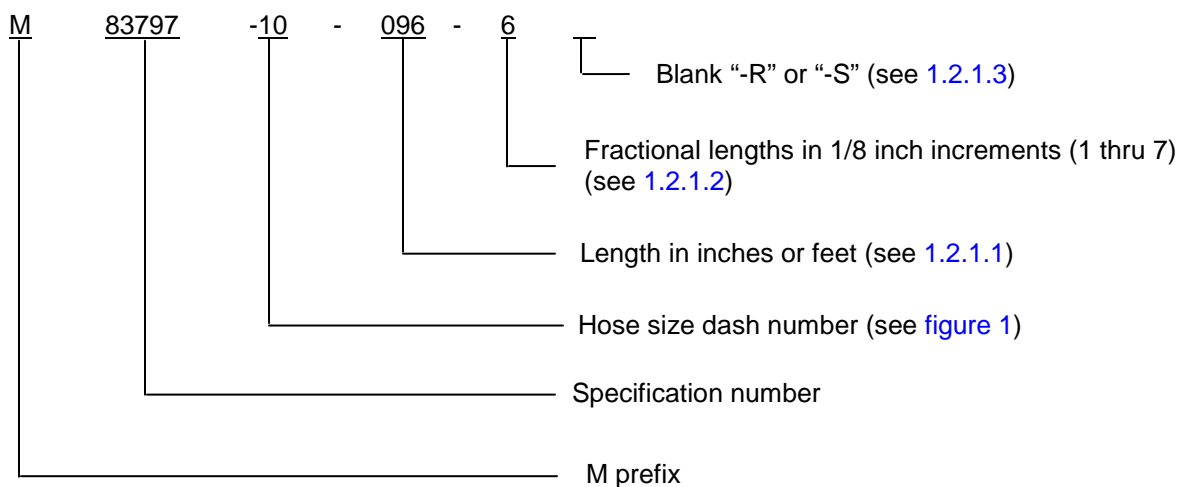 M 83797 -10 - 096 - 6 _
Blank “-R” or “-S” (see 1.2.1.3)
Fractional lengths in 1/8 inch increments (1 thru 7)
(see 1.2.1.2)
Length in inches or feet (see 1.2.1.1)
Hose size dash number (see figure 1)
Specification number
M prefix